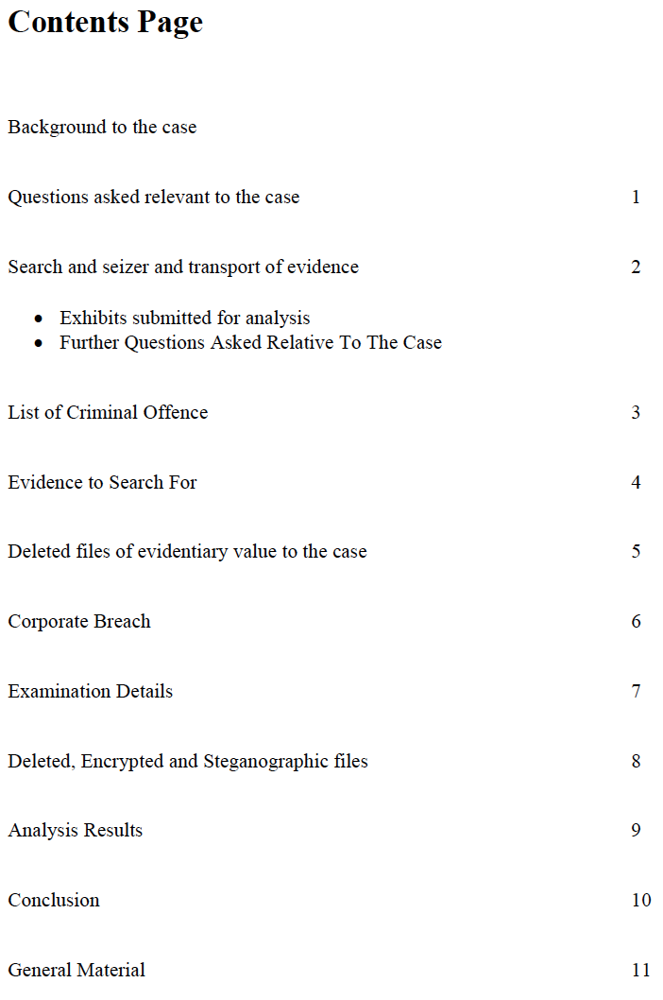 Contents Page
Background to the case
Questions asked relevant to the case 1
Search and seizer and transport of evidence 2
• Exhibits submitted for analysis
• Further Questions Asked Relative To The Case
List of Criminal Offence 3
Evidence to Search For 4
Deleted files of evidentiary value to the case 5
Corporate Breach 6
Examination Details 7
Deleted, Encrypted and Steganographic files 8
Analysis Results 9
Conclusion 10
General Material 11